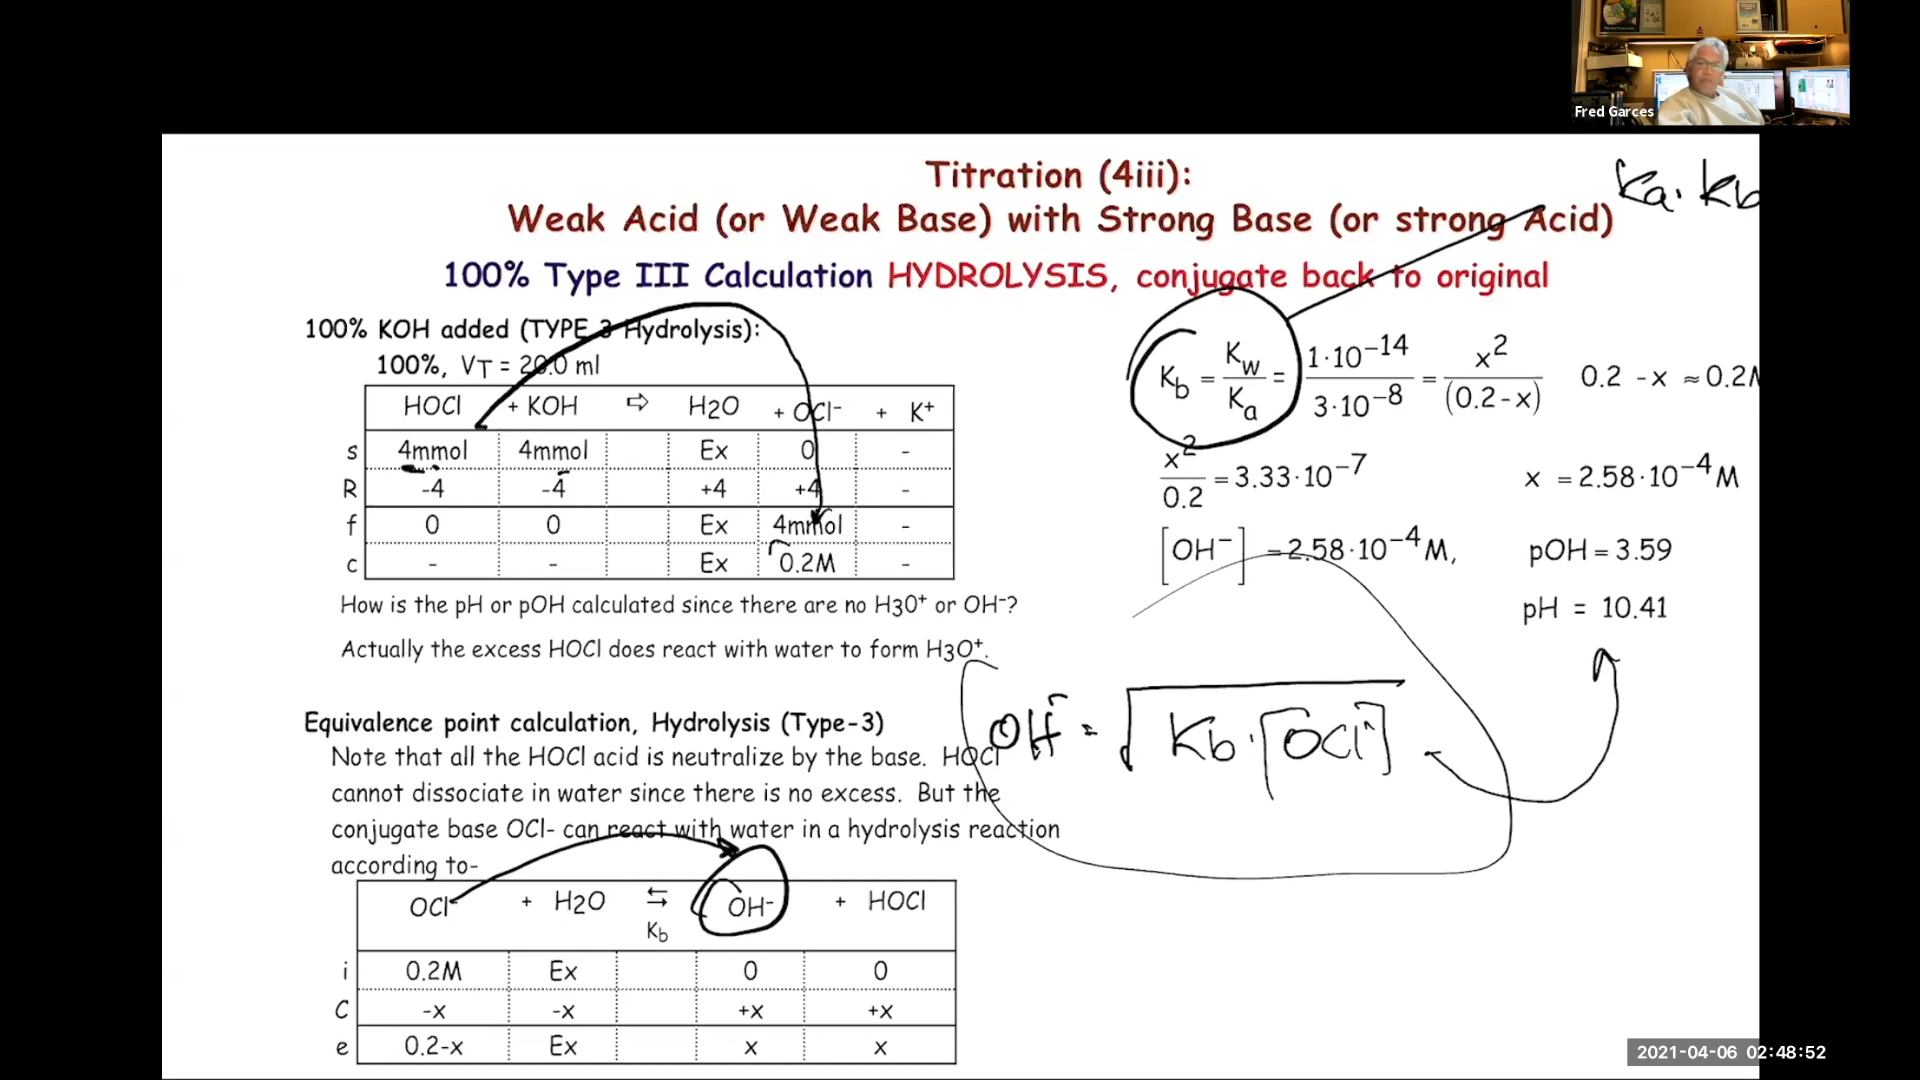 Fred Garces
Titration (4iii):
Ka. Kb
Weak Acid (or Weak Base) with Strong Base (or strong Acid)
100% Type III Calculation HYDROLYSIS, conjugate back to original
100% KOH added (TYPE 3 Hydrolysis):
100%, VT = 20.0 ml
HOCl + KOH ⇨ H2O + OCl⁻ + K⁺
s 4mmol 4mmol Ex 0 -
R -4 -4 +4 +4 -
f 0 0 Ex 4mmol -
c - - Ex 0.2M -
How is the pH or pOH calculated since there are no H3O⁺ or OH⁻?
Actually the excess HOCl does react with water to form H3O⁺.
Equivalence point calculation, Hydrolysis (Type-3)
Note that all the HOCl acid is neutralize by the base. HOCl
cannot dissociate in water since there is no excess. But the
conjugate base OCl- can react with water in a hydrolysis reaction
according to-
OCl⁻ + H2O ⇆ OH⁻ + HOCl
Kb
i 0.2M Ex 0 0
C -x -x +x +x
e 0.2-x Ex x x
Kb = Kw/Ka = 1·10⁻¹⁴/3·10⁻⁸ = x²/(0.2-x) 0.2 -x ≈0.2M
x²/0.2 = 3.33·10⁻⁷ x = 2.58·10⁻⁴M
[OH⁻] = 2.58·10⁻⁴M, pOH = 3.59
pH = 10.41
OH⁻ = √Kb·[OCl⁻]
2021-04-06 02:48:52